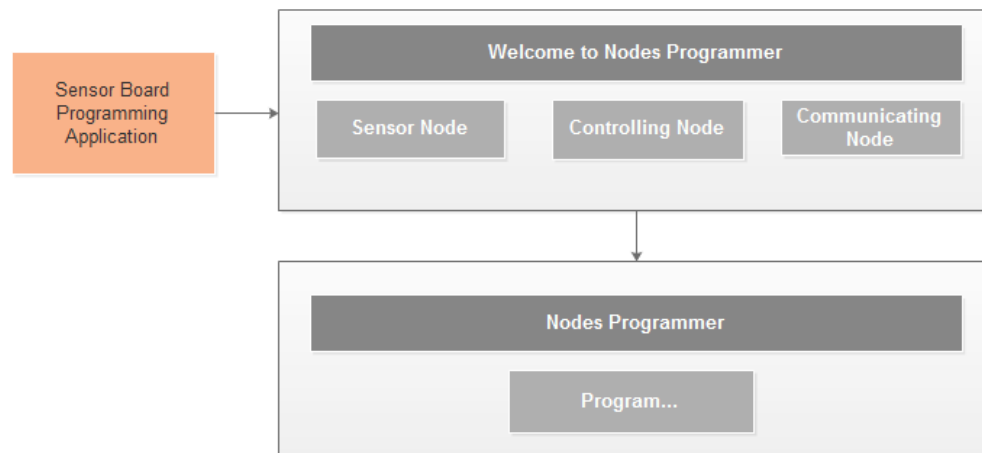 Sensor Board
Programming
Application
Welcome to Nodes Programmer
Sensor Node
Controlling Node
Communicating
Node
Nodes Programmer
Program...